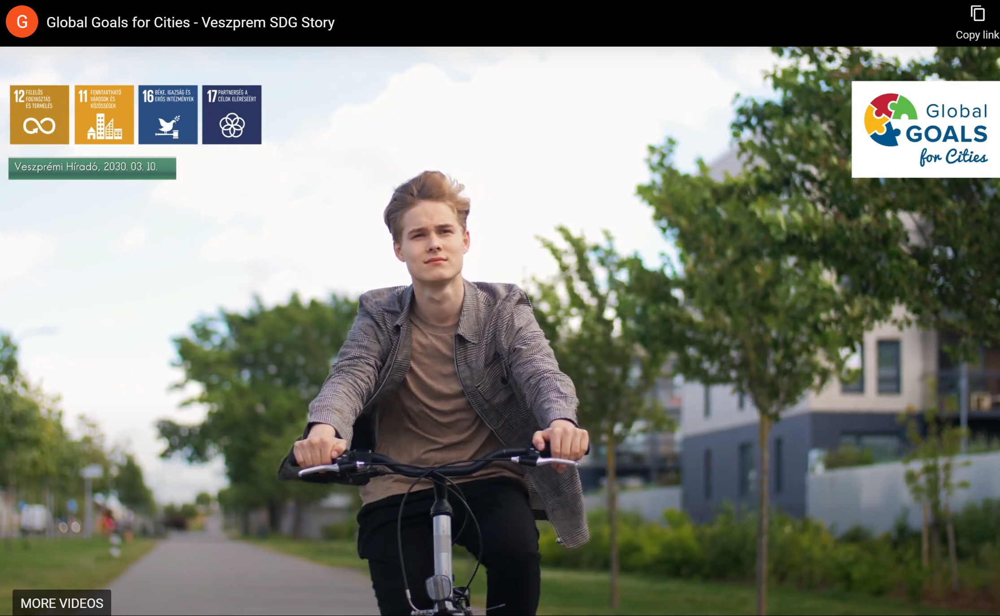 G
Global Goals for Cities - Veszprem SDG Story
Copy link
12 FELELŐS
FOGYASZTÁS
ÉS TERMELÉS
11 FENNTARTHATÓ
VÁROSOK ÉS
KÖZÖSSÉGEK
16 BÉKE, IGAZSÁG ÉS
ERŐS INTÉZMÉNYEK
17 PARTNERSÉG A
CÉLOK ELÉRÉSÉÉRT
Veszprémi Híradó, 2030. 03. 10.
Global
GOALS
for Cities
MORE VIDEOS